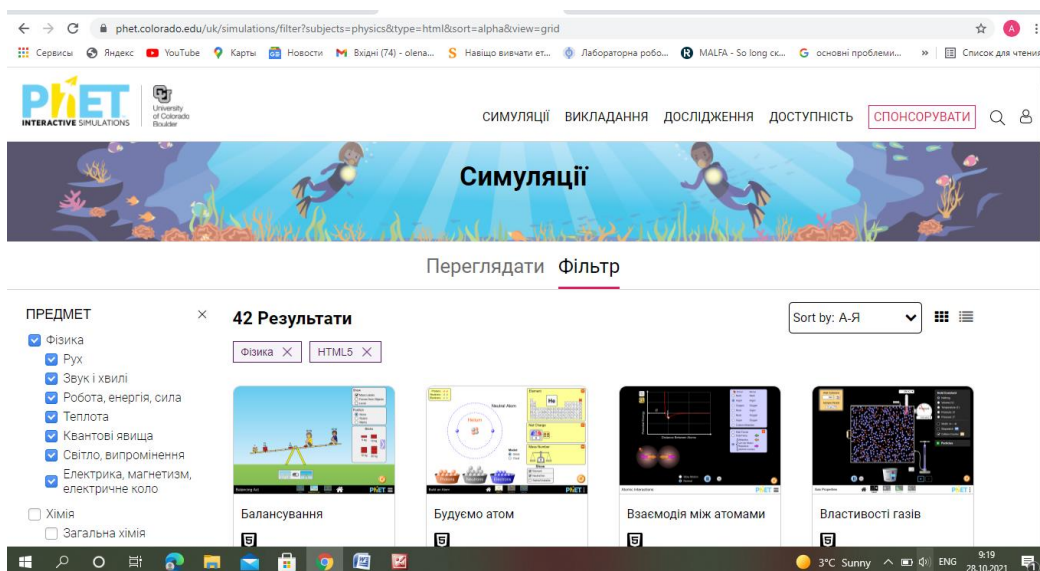 phet.colorado.edu/uk/simulations/filter?subjects=physics&type=html&sort=alpha&view=grid
Сервисы Яндекс YouTube Карты Новости Вхідні (74) - olena... Навіщо вивчати ет... Лабораторна робо... MALFA - So long ск... основні проблеми... » Список для чтения
PhET
INTERACTIVE SIMULATIONS
University
of Colorado
Boulder
СИМУЛЯЦІЇ ВИКЛАДАННЯ ДОСЛІДЖЕННЯ ДОСТУПНІСТЬ СПОНСОРУВАТИ
Симуляції
Переглядати Фільтр
ПРЕДМЕТ
42 Результати
Sort by: А-Я
Фізика HTML5
Фізика
Рух
Звук і хвилі
Робота, енергія, сила
Теплота
Квантові явища
Світло, випромінення
Електрика, магнетизм,
електричне коло
Хімія
Загальна хімія
Балансування
Будуємо атом
Взаємодія між атомами
Властивості газів
3°C Sunny ENG 9:19
28.10.2021